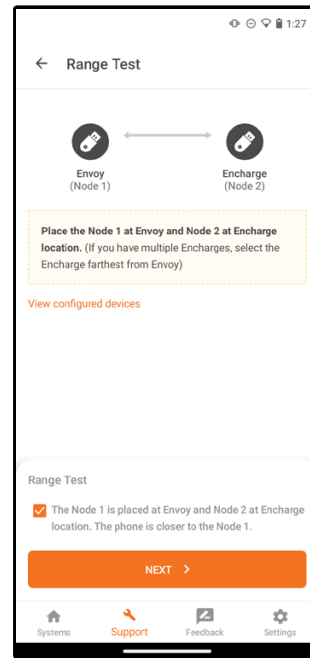 1:27
Range Test
Envoy
(Node 1)
Encharge
(Node 2)
Place the Node 1 at Envoy and Node 2 at Encharge
location. (If you have multiple Encharges, select the
Encharge farthest from Envoy)
View configured devices
Range Test
The Node 1 is placed at Envoy and Node 2 at Encharge
location. The phone is closer to the Node 1.
NEXT
Systems
Support
Feedback
Settings